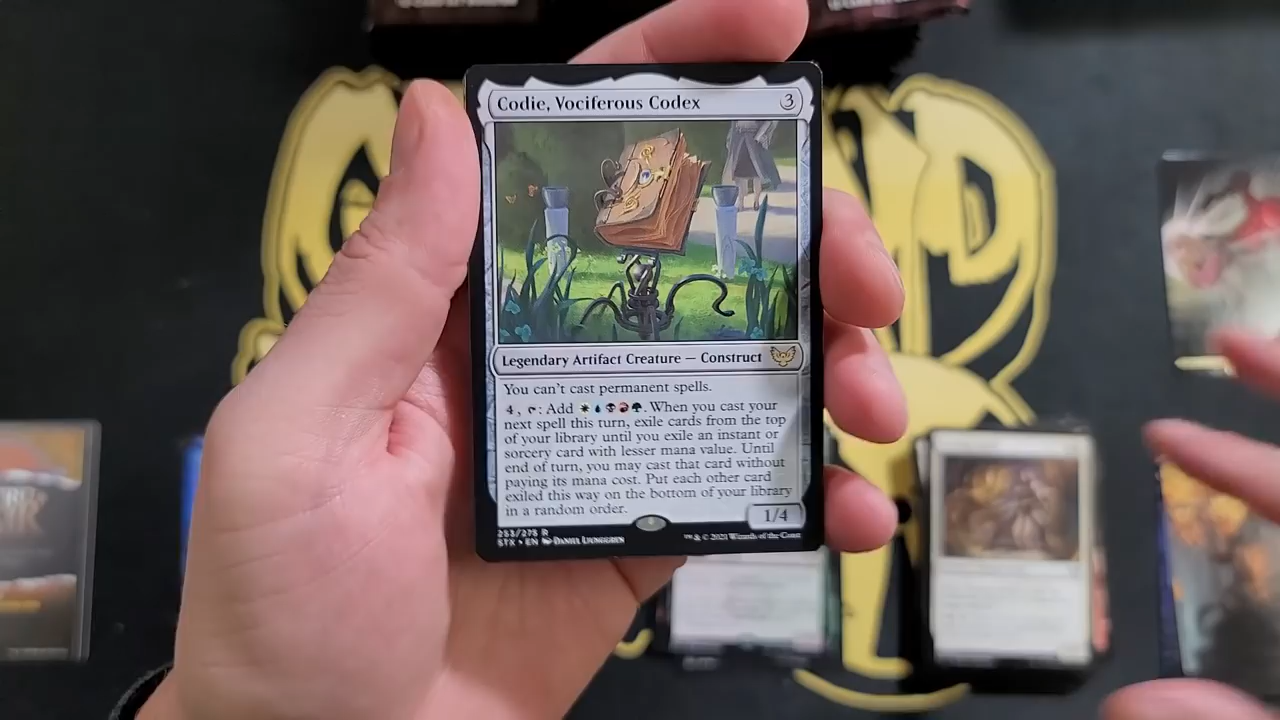 Codie, Vociferous Codex 3
Legendary Artifact Creature — Construct
You can't cast permanent spells.
4, T: Add WUBRG. When you cast your
next spell this turn, exile cards from the top
of your library until you exile an instant or
sorcery card with lesser mana value. Until
end of turn, you may cast that card without
paying its mana cost. Put each other card
exiled this way on the bottom of your library
in a random order.
1/4
253/275 R
STX • EN Daniel Ljunggren
™ & © 2021 Wizards of the Coast